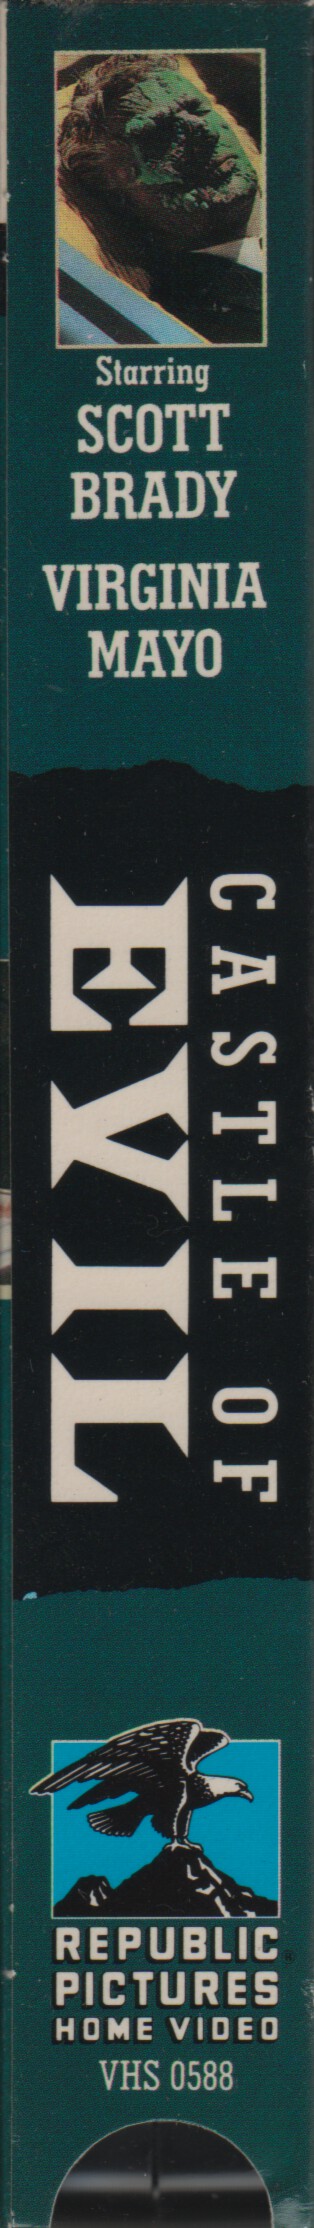 Starring
SCOTT
BRADY
VIRGINIA
MAYO
CASTLE OF
EVIL
REPUBLIC®
PICTURES
HOME VIDEO
VHS 0588